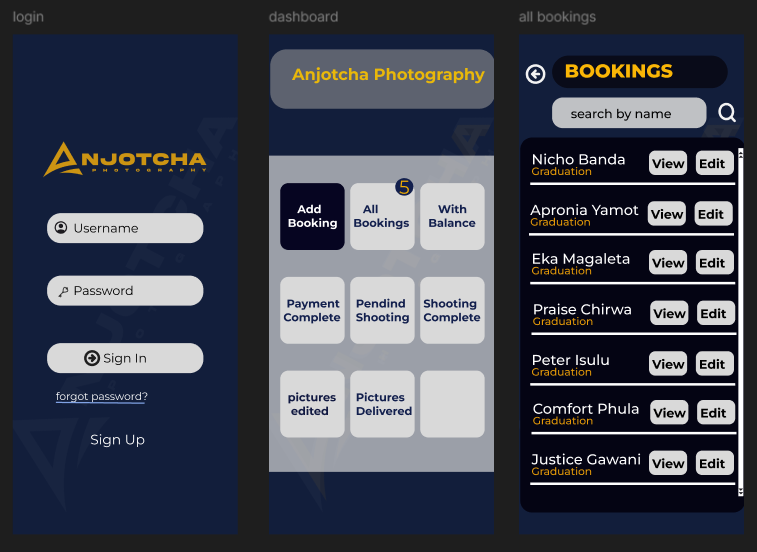 login
NJOTCHA
PHOTOGRAPHY
Username
Password
Sign In
forgot password?
Sign Up
dashboard
Anjotcha Photography
5
Add
Booking
All
Bookings
With
Balance
Payment
Complete
Pendind
Shooting
Shooting
Complete
pictures
edited
Pictures
Delivered
all bookings
BOOKINGS
search by name
Nicho Banda
Graduation
View
Edit
Apronia Yamot
Graduation
View
Edit
Eka Magaleta
Graduation
View
Edit
Praise Chirwa
Graduation
View
Edit
Peter Isulu
Graduation
View
Edit
Comfort Phula
Graduation
View
Edit
Justice Gawani
Graduation
View
Edit